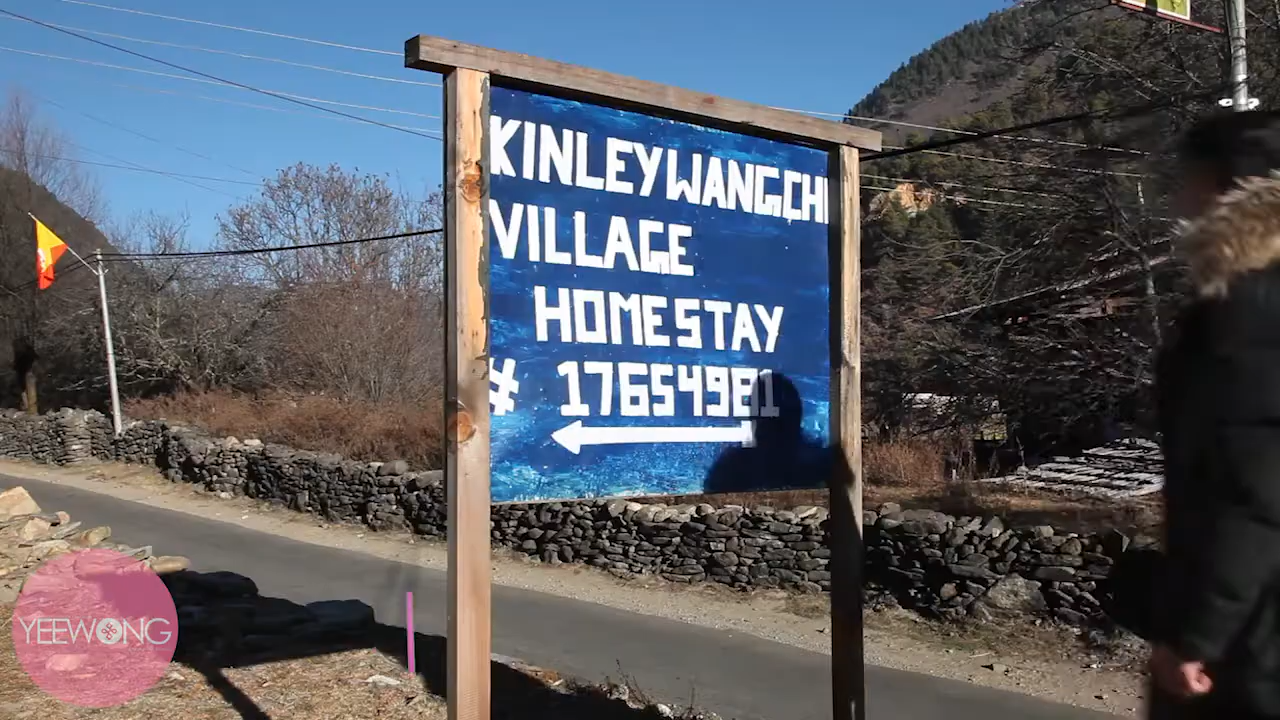 KINLEYWANGCHI
VILLAGE
HOMESTAY
# 17654981
YEEWONG